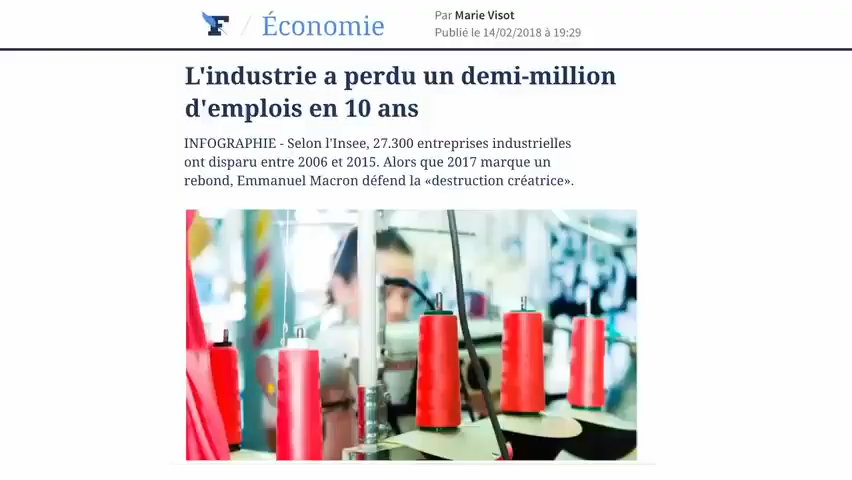 F / Économie
Par Marie Visot
Publié le 14/02/2018 à 19:29
L'industrie a perdu un demi-million
d'emplois en 10 ans
INFOGRAPHIE - Selon l'Insee, 27.300 entreprises industrielles
ont disparu entre 2006 et 2015. Alors que 2017 marque un
rebond, Emmanuel Macron défend la «destruction créatrice».